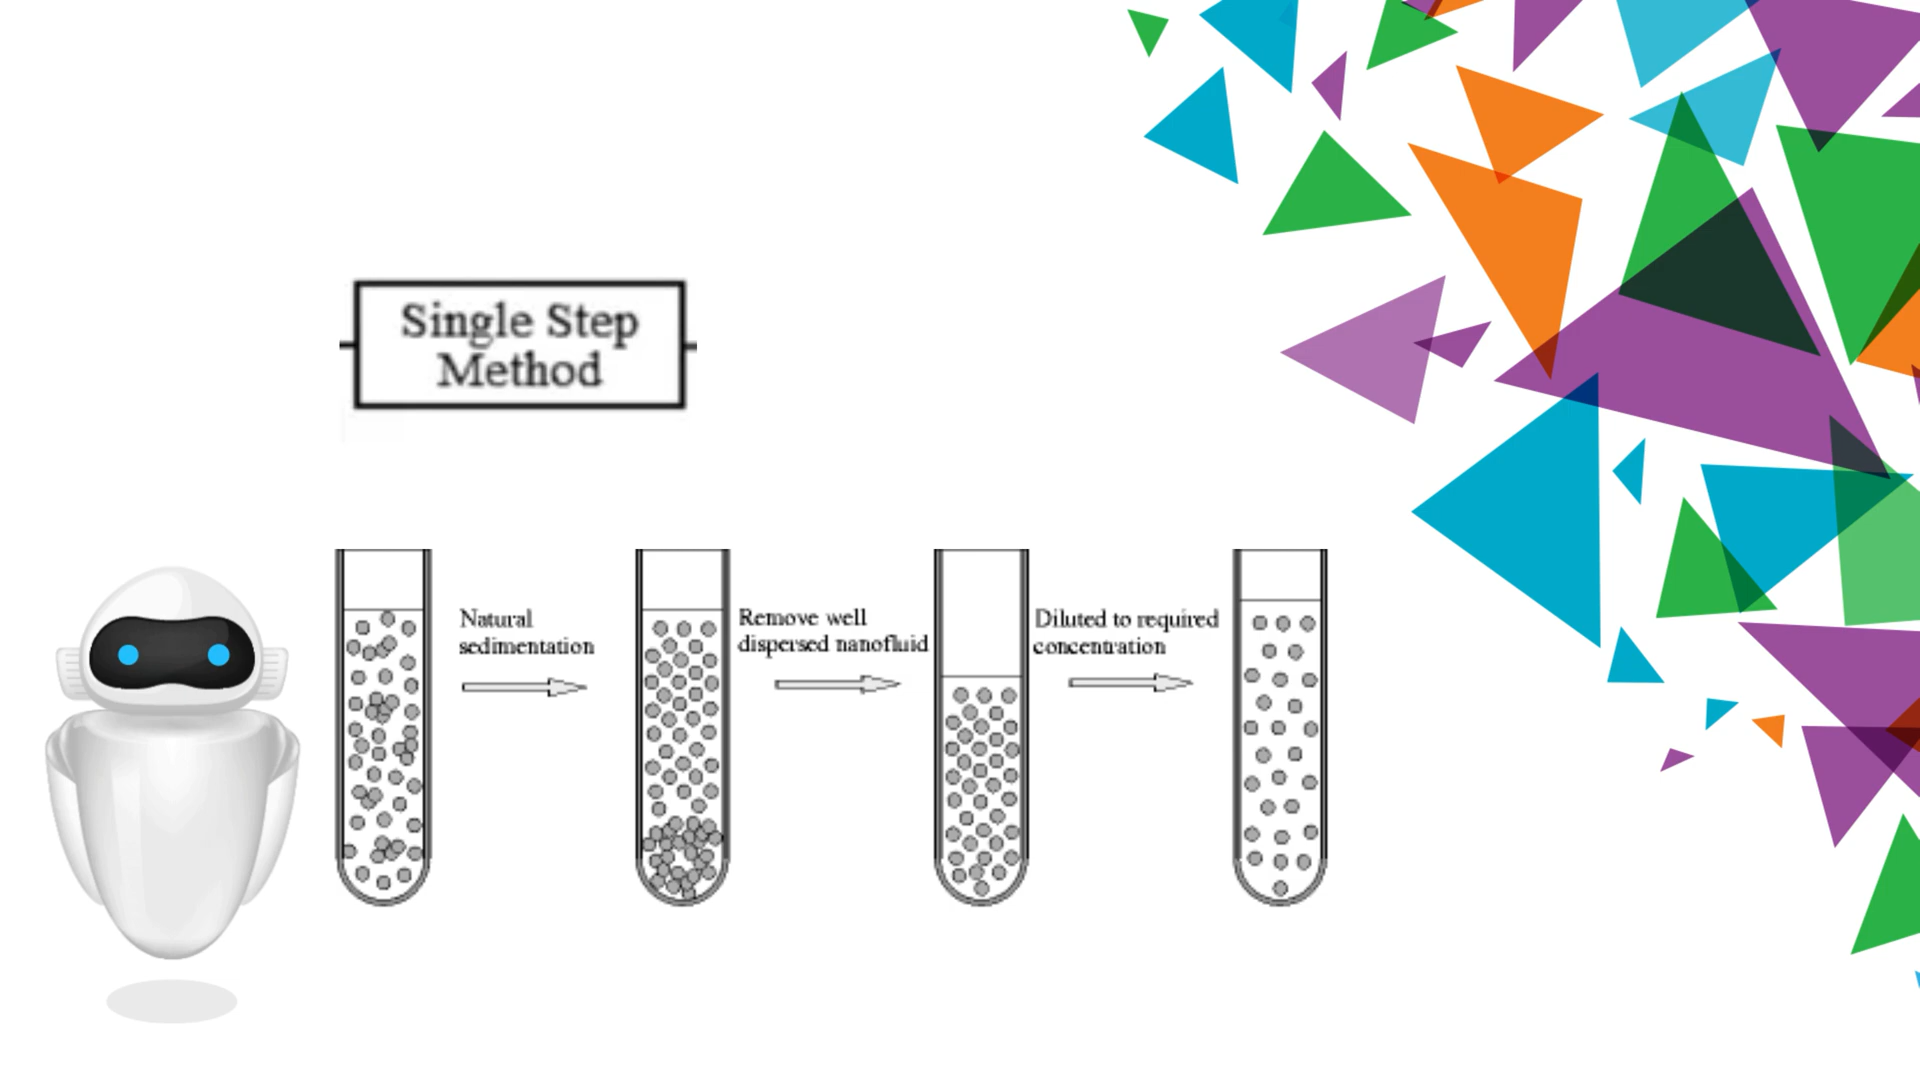 Single Step
Method
Natural
sedimentation
Remove well
dispersed nanofluid
Diluted to required
concentration